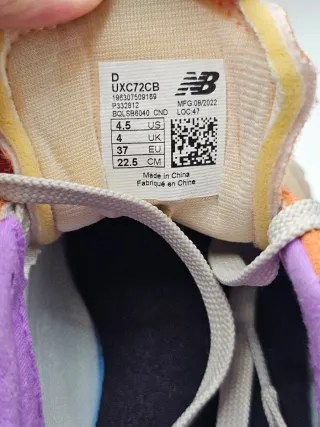 D
UXC72CB NB
196307509169
P332812 MFG:08/2022
BQLSB6040 CND LOC:47
4.5 US
4 UK
37 EU
22.5 CM
Made in China
Fabriqué en Chine